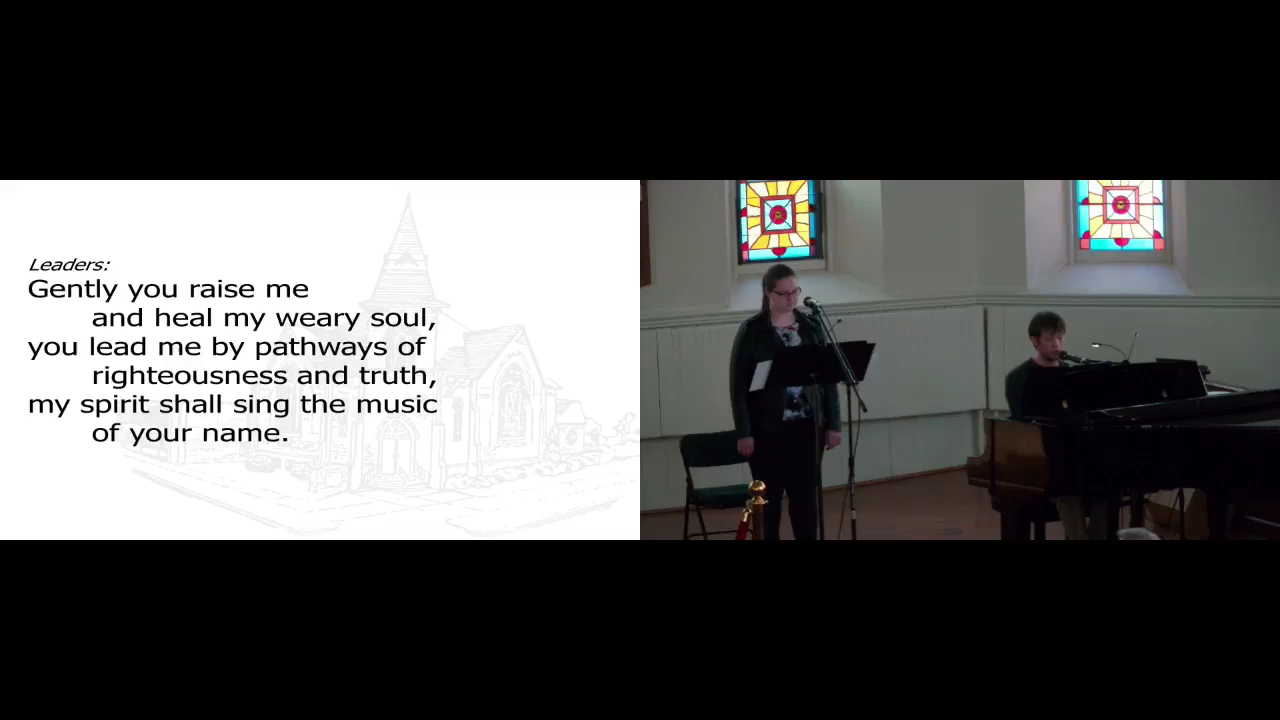 Leaders:
Gently you raise me
and heal my weary soul,
you lead me by pathways of
righteousness and truth,
my spirit shall sing the music
of your name.